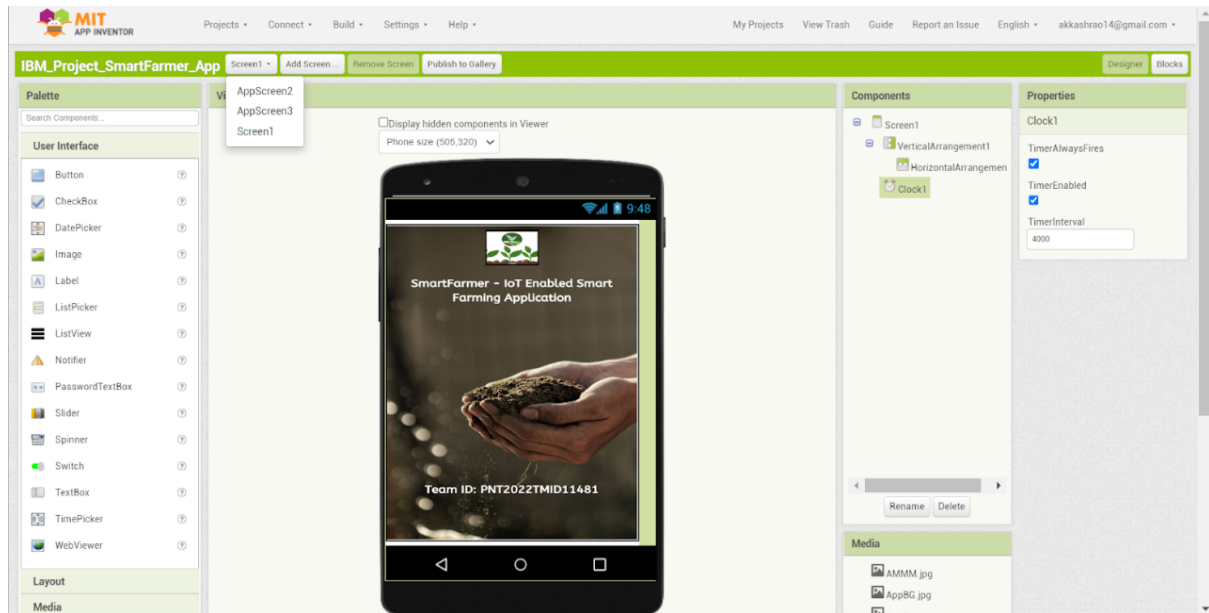 MIT
APP INVENTOR
Projects
Connect
Build
Settings
Help
My Projects
View Trash
Guide
Report an Issue
English
akkashrao14@gmail.com
IBM_Project_SmartFarmer_App
Screen1
Add Screen ...
Remove Screen
Publish to Gallery
Designer
Blocks
AppScreen2
AppScreen3
Screen1
Palette
Search Components...
User Interface
Button
CheckBox
DatePicker
Image
Label
ListPicker
ListView
Notifier
PasswordTextBox
Slider
Spinner
Switch
TextBox
TimePicker
WebViewer
Layout
Media
Display hidden components in Viewer
Phone size (505,320)
9:48
SmartFarmer - IoT Enabled Smart
Farming Application
Team ID: PNT2022TMID11481
Components
Screen1
VerticalArrangement1
HorizontalArrangemen
Clock1
Rename
Delete
Media
AMMM.jpg
AppBG.jpg
Properties
Clock1
TimerAlwaysFires
TimerEnabled
TimerInterval
4000